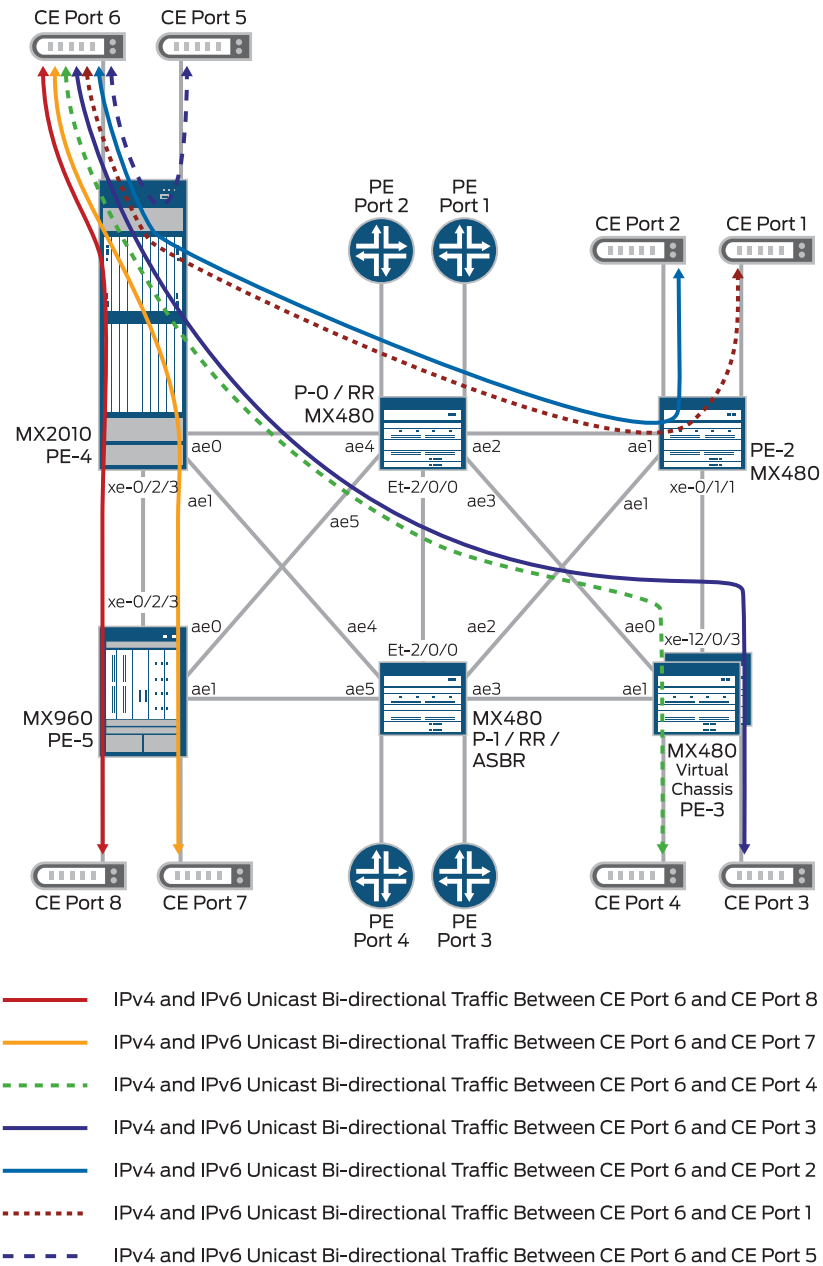 CE Port 6
CE Port 5
PE
Port 2
PE
Port 1
CE Port 2
CE Port 1
P-0 / RR
MX480
MX2010
PE-4
ae0
ae4
ae2
ae1
PE-2
MX480
xe-0/2/3
ae1
Et-2/0/0
ae3
ae1
xe-0/1/1
ae5
xe-0/2/3
ae0
ae4
ae2
ae0
xe-12/0/3
Et-2/0/0
ae1
ae5
ae3
ae1
MX960
PE-5
MX480
P-1 / RR /
ASBR
MX480
Virtual
Chassis
PE-3
CE Port 8
CE Port 7
PE
Port 4
PE
Port 3
CE Port 4
CE Port 3
IPv4 and IPv6 Unicast Bi-directional Traffic Between CE Port 6 and CE Port 8
IPv4 and IPv6 Unicast Bi-directional Traffic Between CE Port 6 and CE Port 7
IPv4 and IPv6 Unicast Bi-directional Traffic Between CE Port 6 and CE Port 4
IPv4 and IPv6 Unicast Bi-directional Traffic Between CE Port 6 and CE Port 3
IPv4 and IPv6 Unicast Bi-directional Traffic Between CE Port 6 and CE Port 2
IPv4 and IPv6 Unicast Bi-directional Traffic Between CE Port 6 and CE Port 1
IPv4 and IPv6 Unicast Bi-directional Traffic Between CE Port 6 and CE Port 5